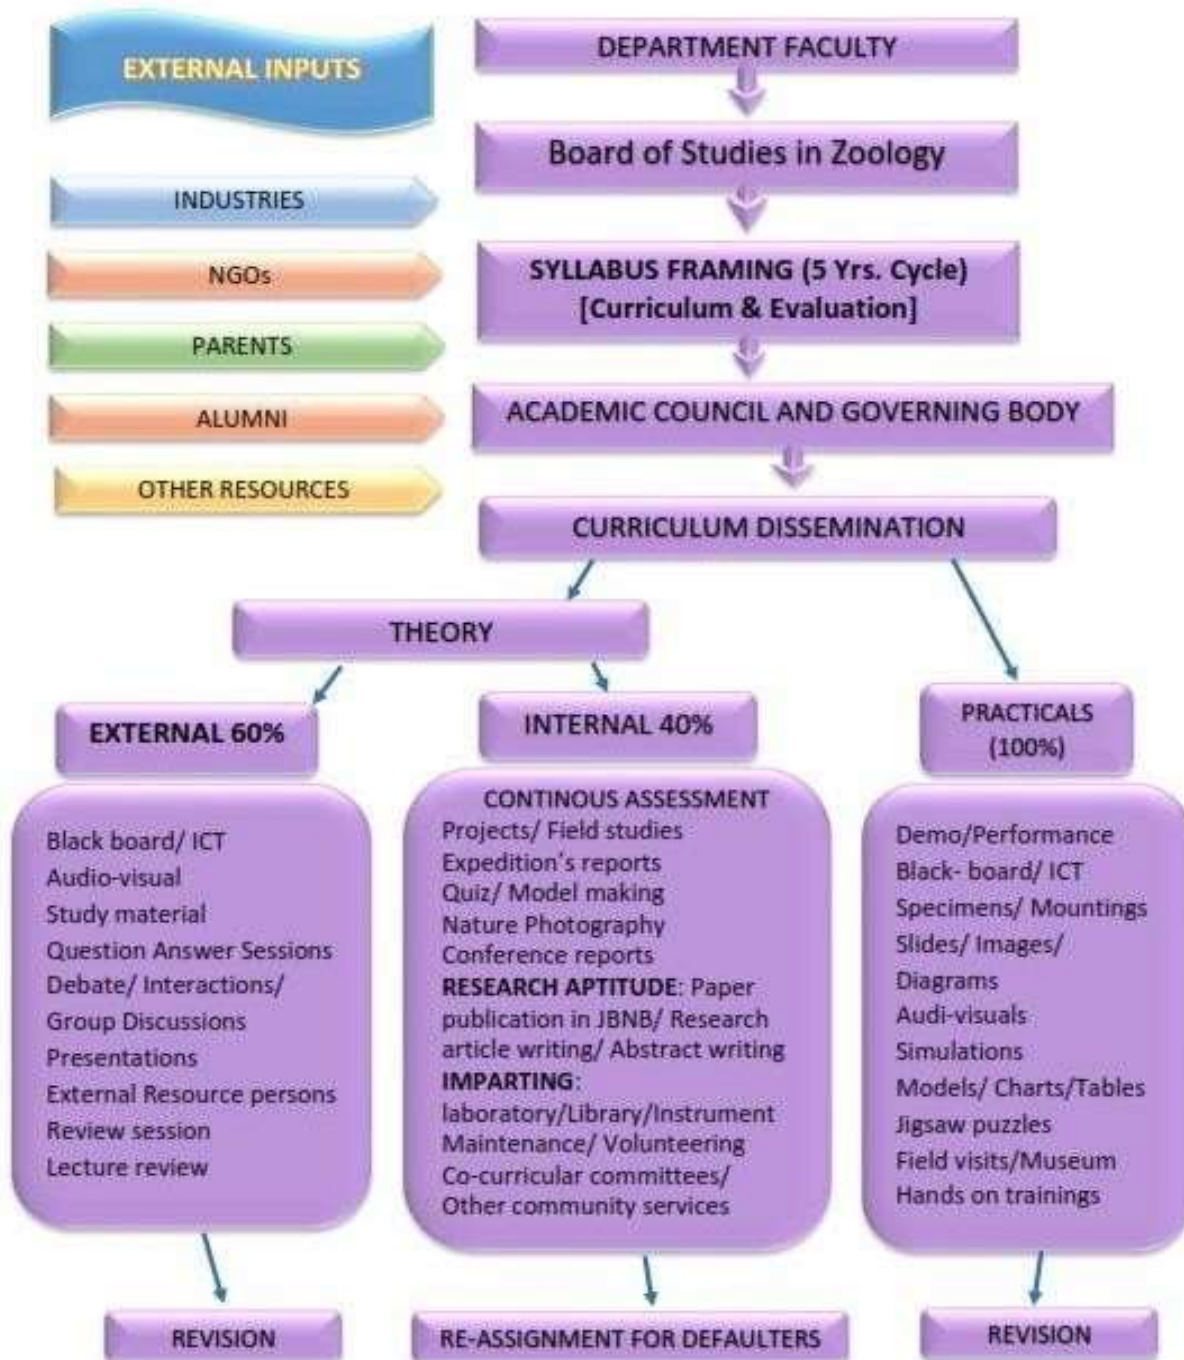 EXTERNAL INPUTS
INDUSTRIES
NGOs
PARENTS
ALUMNI
OTHER RESOURCES
DEPARTMENT FACULTY
Board of Studies in Zoology
SYLLABUS FRAMING (5 Yrs. Cycle)
[Curriculum & Evaluation]
ACADEMIC COUNCIL AND GOVERNING BODY
CURRICULUM DISSEMINATION
THEORY
EXTERNAL 60%
Black board/ ICT
Audio-visual
Study material
Question Answer Sessions
Debate/ Interactions/
Group Discussions
Presentations
External Resource persons
Review session
Lecture review
REVISION
INTERNAL 40%
CONTINOUS ASSESSMENT
Projects/ Field studies
Expedition's reports
Quiz/ Model making
Nature Photography
Conference reports
RESEARCH APTITUDE: Paper
publication in JBNB/ Research
article writing/ Abstract writing
IMPARTING:
laboratory/Library/Instrument
Maintenance/ Volunteering
Co-curricular committees/
Other community services
RE-ASSIGNMENT FOR DEFAULTERS
PRACTICALS
(100%)
Demo/Performance
Black- board/ ICT
Specimens/ Mountings
Slides/ Images/
Diagrams
Audi-visuals
Simulations
Models/ Charts/Tables
Jigsaw puzzles
Field visits/Museum
Hands on trainings
REVISION